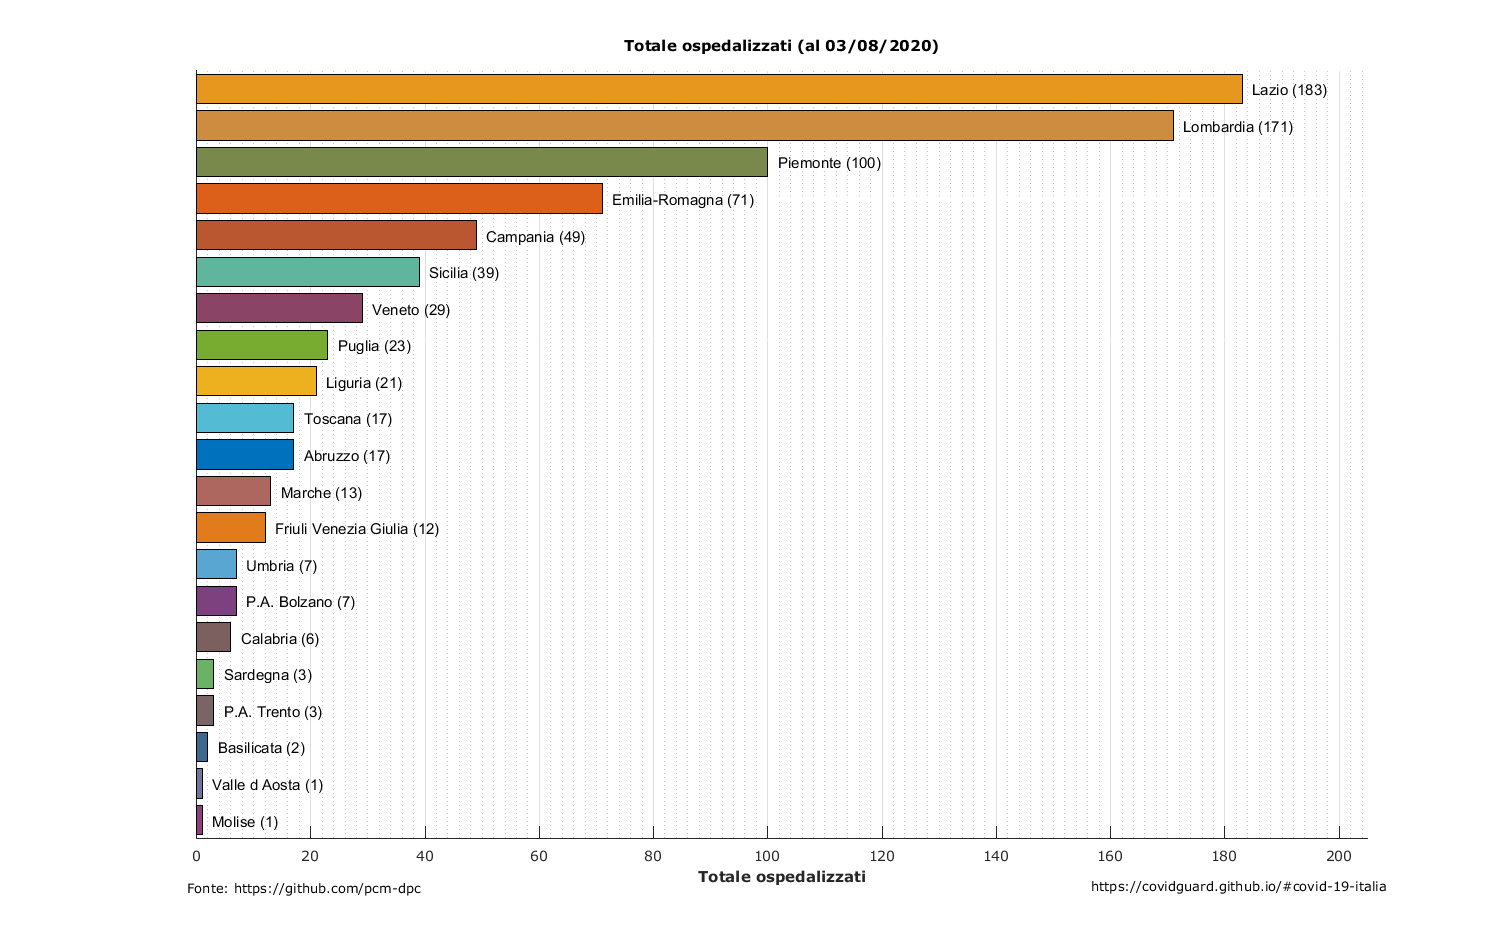 Totale ospedalizzati (al 03/08/2020)
Lazio (183)
Lombardia (171)
Piemonte (100)
Emilia-Romagna (71)
Campania (49)
Sicilia (39)
Veneto (29)
Puglia (23)
Liguria (21)
Toscana (17)
Abruzzo (17)
Marche (13)
Friuli Venezia Giulia (12)
Umbria (7)
P.A. Bolzano (7)
Calabria (6)
Sardegna (3)
P.A. Trento (3)
Basilicata (2)
Valle d Aosta (1)
Molise (1)
0 20 40 60 80 100 120 140 160 180 200
Totale ospedalizzati
Fonte: https://github.com/pcm-dpc
https://covidguard.github.io/#covid-19-italia